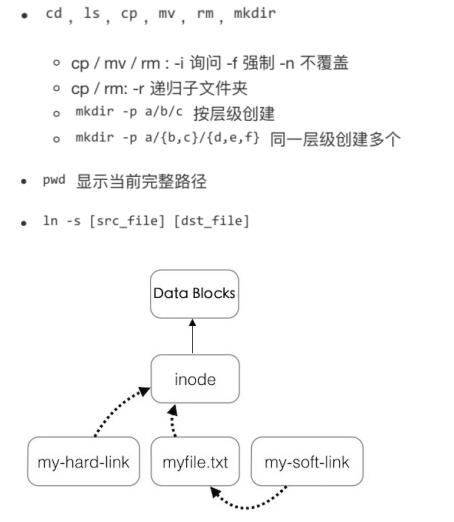 cd , ls , cp , mv , rm , mkdir
cp / mv / rm : -i 询问 -f 强制 -n 不覆盖
cp / rm: -r 递归子文件夹
mkdir -p a/b/c 按层级创建
mkdir -p a/{b,c}/{d,e,f} 同一层级创建多个
pwd 显示当前完整路径
ln -s [src_file] [dst_file]
Data Blocks
inode
my-hard-link
myfile.txt
my-soft-link